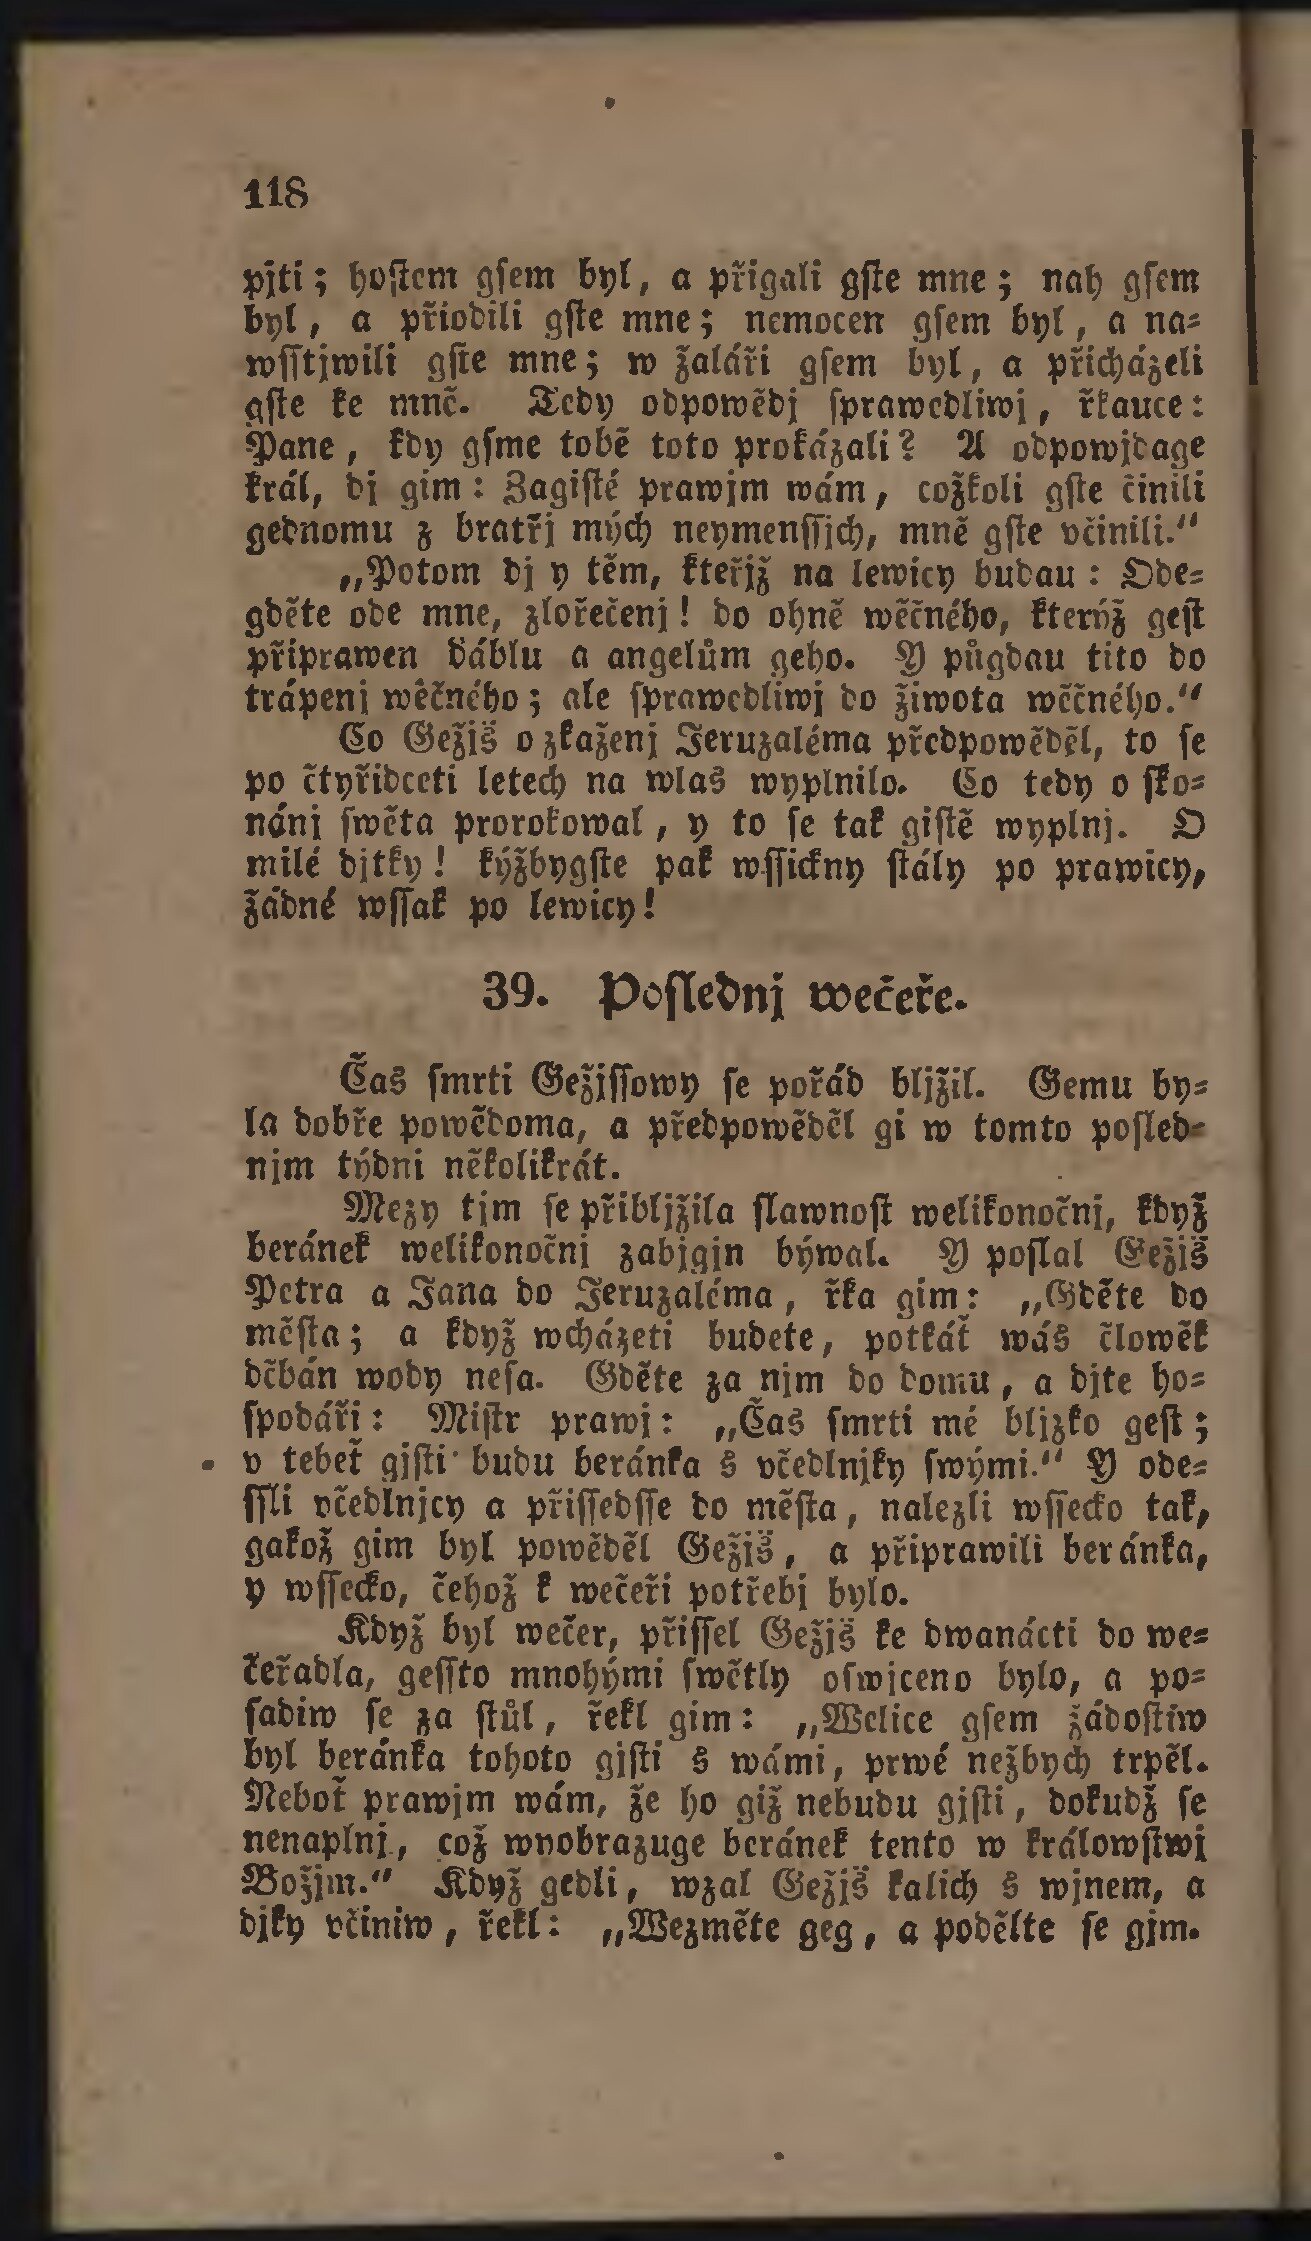 118
pjti; hoſtem gſem byl, a přigali gſte mne; nah gſem
byl, a přiodili gſte mne; nemocen gſem byl, a na⸗
wſſtjwili gſte mne; w žaláři gſem byl, a přicházeli
gſte ke mně. Tedy odpowědj ſprawedliwj, řkauce:
Pane, kdy gſme tobě toto prokázali? A odpowjdage
král, dj gim: Zagiſté prawjm wám, cožkoli gſte činili
gednomu z bratřj mých neymenſſjch, mně gſte včinili.“
„Potom dj y těm, kteřjž na lewicy budau: Ode⸗
gděte ode mne, zlořečenj! do ohně wěčného, kterýž geſt
připrawen ďáblu a angelům geho. Y půgdau tito do
trápenj wěčného; ale ſprawedliwj do žiwota wěčného.“
Co Gežjš o zkaženj Jeruzaléma předpowěděl, to ſe
po čtyřidceti letech na wlas wyplnilo. Co tedy o ſko⸗
nánj ſwěta prorokowal, y to ſe tak giſtě wyplnj. O
milé djtky! kýžbygſte pak wſſickny ſtály po prawicy,
žádné wſſak po lewicy!
39. Poſlednj wečeře.
Čas ſmrti Gežjſſowy ſe pořád bljžil. Gemu by⸗
la dobře powědoma, a předpowěděl gi w tomto poſled⸗
njm týdni někoľikrát.
Mezy tjm ſe přibljžila ſlawnoſt welikonočnj, když
beránek welikonočnj zabjgjn býwal. Y poſlal Gežjš
Petra a Jana do Jeruzaléma, řka gim: „Gděte do
měſta; a když wcházeti budete, potkáť wás člowěk
dčbán wody neſa. Gděte za njm do domu, a djte ho⸗
ſpodáři: Miſtr prawj: „Čas ſmrti mé bljzko geſt;
v tebeť gjſti budu beránka s včedlnjky ſwými.“ Y ode⸗
ſſli včedlnjcy a přiſſedſſe do měſta, nalezli wſſecko tak,
gakož gim byl powěděl Gežjš, a připrawili beránka,
y wſſecko, čehož k wečeři potřebj bylo.
Když byl wečer, přiſſel Gežjš ke dwanácti do we⸗
čeřadla, geſſto mnohými ſwětly oſwjceno bylo, a po⸗
ſadiw ſe za ſtůl, řekl gim: „Welice gſem žádoſtiw
byl beránka tohoto gjſti s wámi, prwé nežbych trpěl.
Neboť prawjm wám, že ho giž nebudu gjſti, dokudž ſe
nenaplnj, což wyobrazuge beránek tento w králowſtwj
Božjm.“ Když gedli, wzal Gežjš kalich s wjnem, a
djky včiniw, řekl: „Wezměte geg, a podělte ſe gjm.